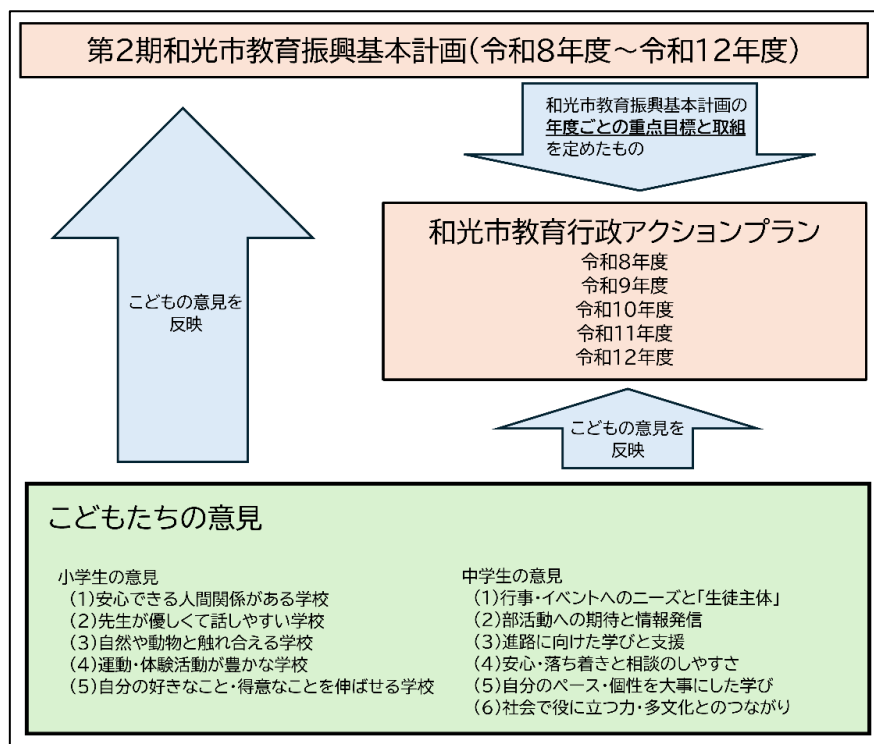 第2期和光市教育振興基本計画(令和8年度～令和12年度)
和光市教育振興基本計画の
年度ごとの重点目標と取組
を定めたもの
和光市教育行政アクションプラン
令和8年度
令和9年度
令和10年度
令和11年度
令和12年度
こどもの意見を
反映
こどもの意見を
反映
こどもたちの意見
小学生の意見
(1)安心できる人間関係がある学校
(2)先生が優しくて話しやすい学校
(3)自然や動物と触れ合える学校
(4)運動・体験活動が豊かな学校
(5)自分の好きなこと・得意なことを伸ばせる学校
中学生の意見
(1)行事・イベントへのニーズと「生徒主体」
(2)部活動への期待と情報発信
(3)進路に向けた学びと支援
(4)安心・落ち着きと相談のしやすさ
(5)自分のペース・個性を大事にした学び
(6)社会で役に立つ力・多文化とのつながり